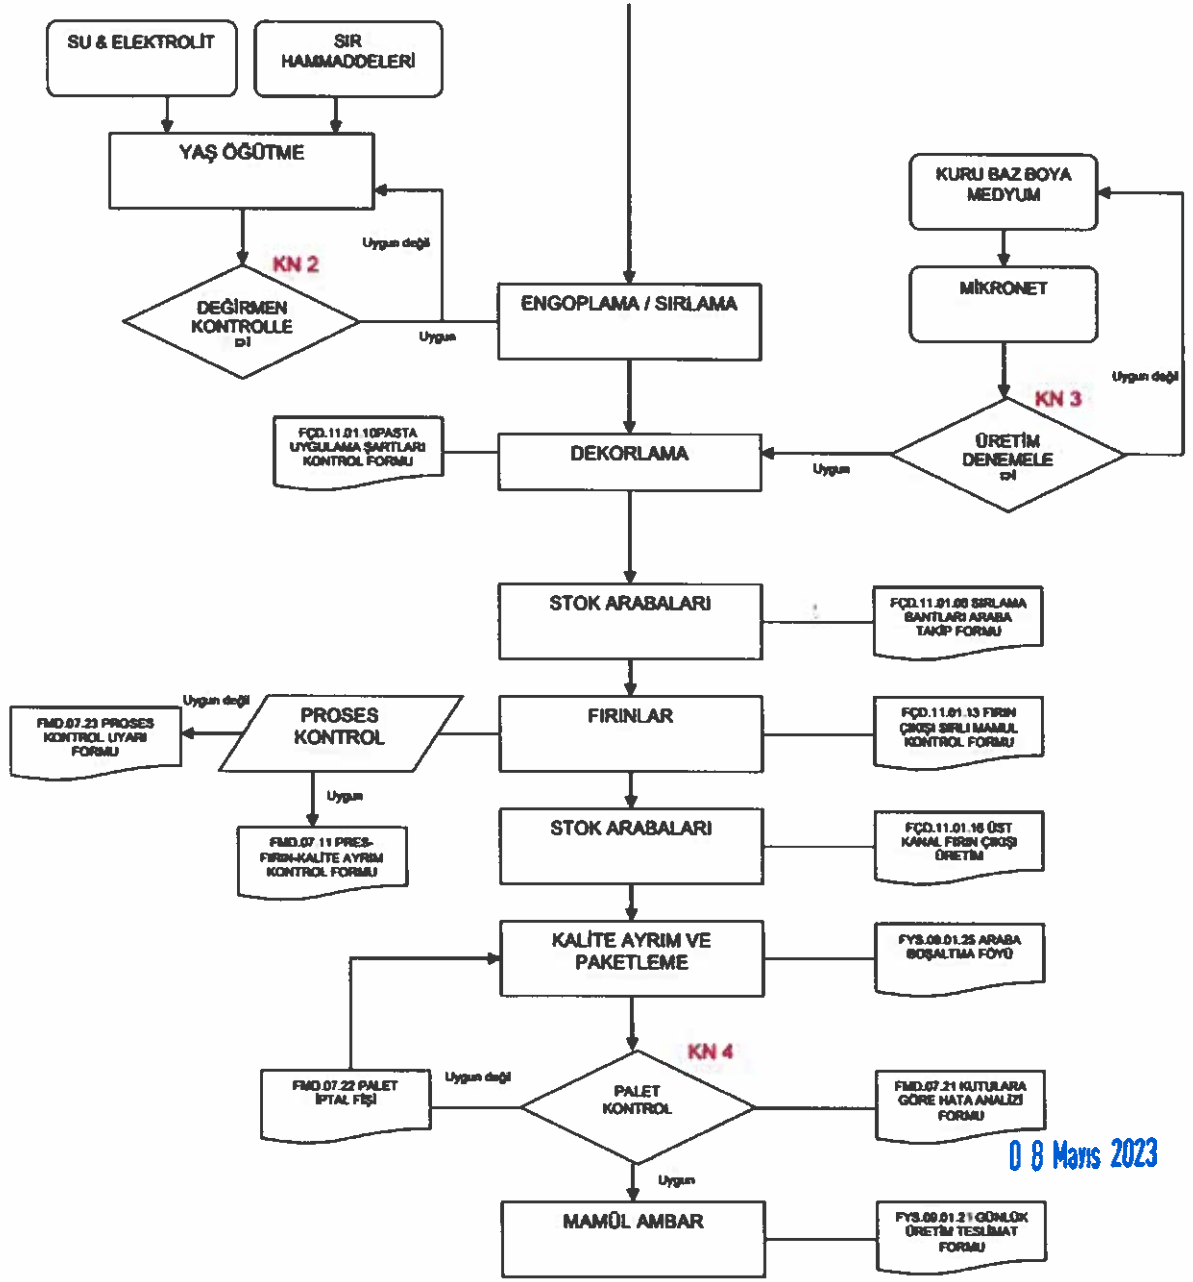 SU & ELEKTROLİT
SIR
HAMMADDELERİ
YAŞ ÖĞÜTME
Uygun değil
KN 2
DEĞİRMEN
KONTROLLE
Uygun
ENGOPLAMA / SIRLAMA
KURU BAZ BOYA
MEDYUM
MİKRONET
Uygun değil
KN 3
ÜRETİM
DENEMELE
Uygun
FÇD.11.01.10PASTA
UYGULAMA ŞARTLARI
KONTROL FORMU
DEKORLAMA
STOK ARABALARI
FÇD.11.01.06 SIRLAMA
BANTLARI ARABA
TAKİP FORMU
Uygun değil
FMD.07.23 PROSES
KONTROL UYARI
FORMU
PROSES
KONTROL
FIRINLAR
FÇD.11.01.13 FIRIN
ÇIKIŞI SIRLI MAMUL
KONTROL FORMU
Uygun
FMD.07 11 PRES-
FIRIN-KALİTE AYRIM
KONTROL FORMU
STOK ARABALARI
FÇD.11.01.16 ÜST
KANAL FIRIN ÇIKIŞI
ÜRETİM
KALİTE AYRIM VE
PAKETLEME
FYS.09.01.25 ARABA
BOŞALTMA FÖYÜ
KN 4
FMD.07.22 PALET
İPTAL FİŞİ
Uygun değil
PALET
KONTROL
FMD.07.21 KUTULARA
GÖRE HATA ANALİZİ
FORMU
0 8 Mayıs 2023
Uygun
MAMÜL AMBAR
FYS.09.01.21 GÜNLÜK
ÜRETİM TESLİMAT
FORMU